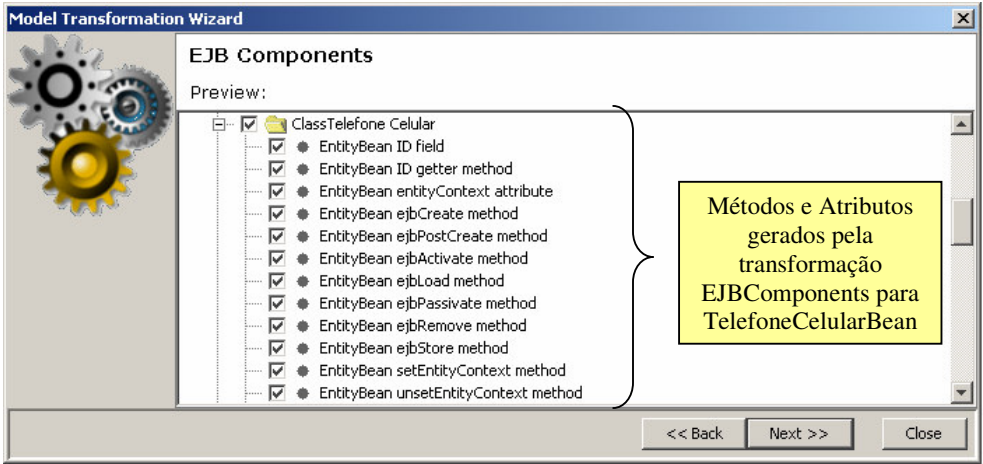 Model Transformation Wizard
EJB Components
Preview:
ClassTelefone Celular
EntityBean ID field
EntityBean ID getter method
EntityBean entityContext attribute
EntityBean ejbCreate method
EntityBean ejbPostCreate method
EntityBean ejbActivate method
EntityBean ejbLoad method
EntityBean ejbPassivate method
EntityBean ejbRemove method
EntityBean ejbStore method
EntityBean setEntityContext method
EntityBean unsetEntityContext method
Métodos e Atributos
gerados pela
transformação
EJBComponents para
TelefoneCelularBean
<< Back
Next >>
Close